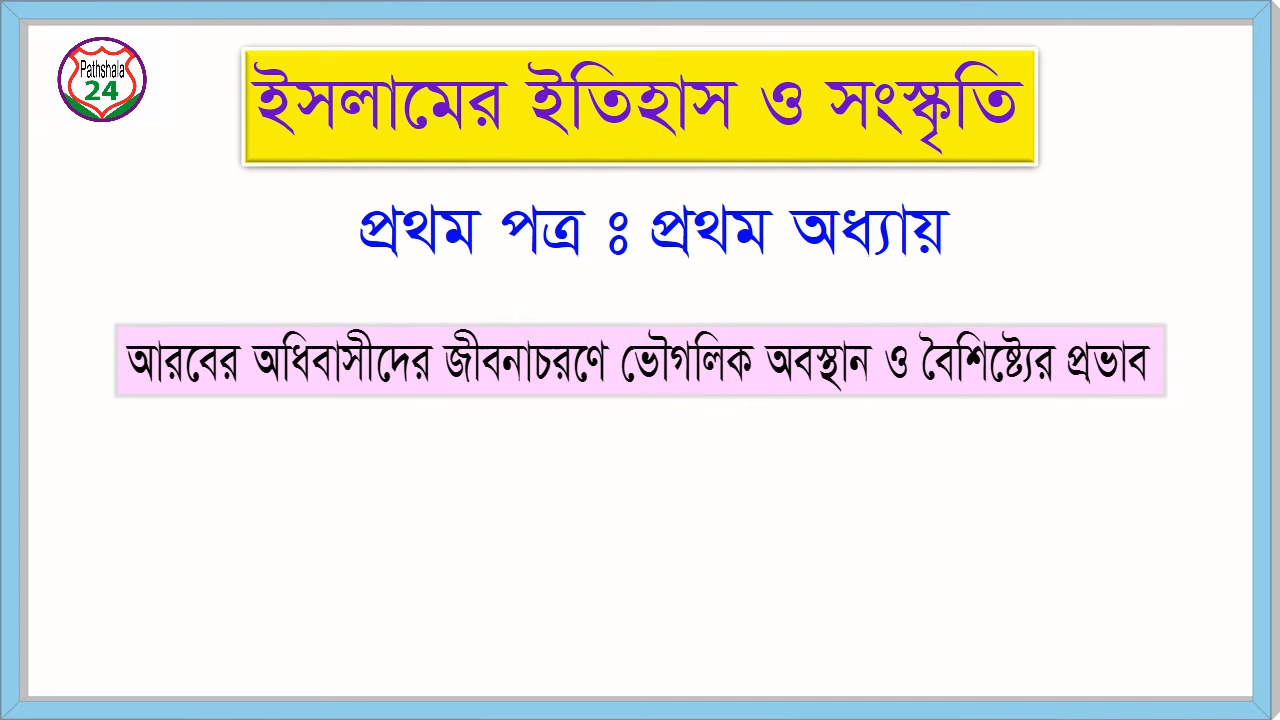 Pathshala
24
ইসলামের ইতিহাস ও সংস্কৃতি
প্রথম পত্র ঃ প্রথম অধ্যায়
আরবের অধিবাসীদের জীবনাচরণে ভৌগলিক অবস্থান ও বৈশিষ্ট্যের প্রভাব